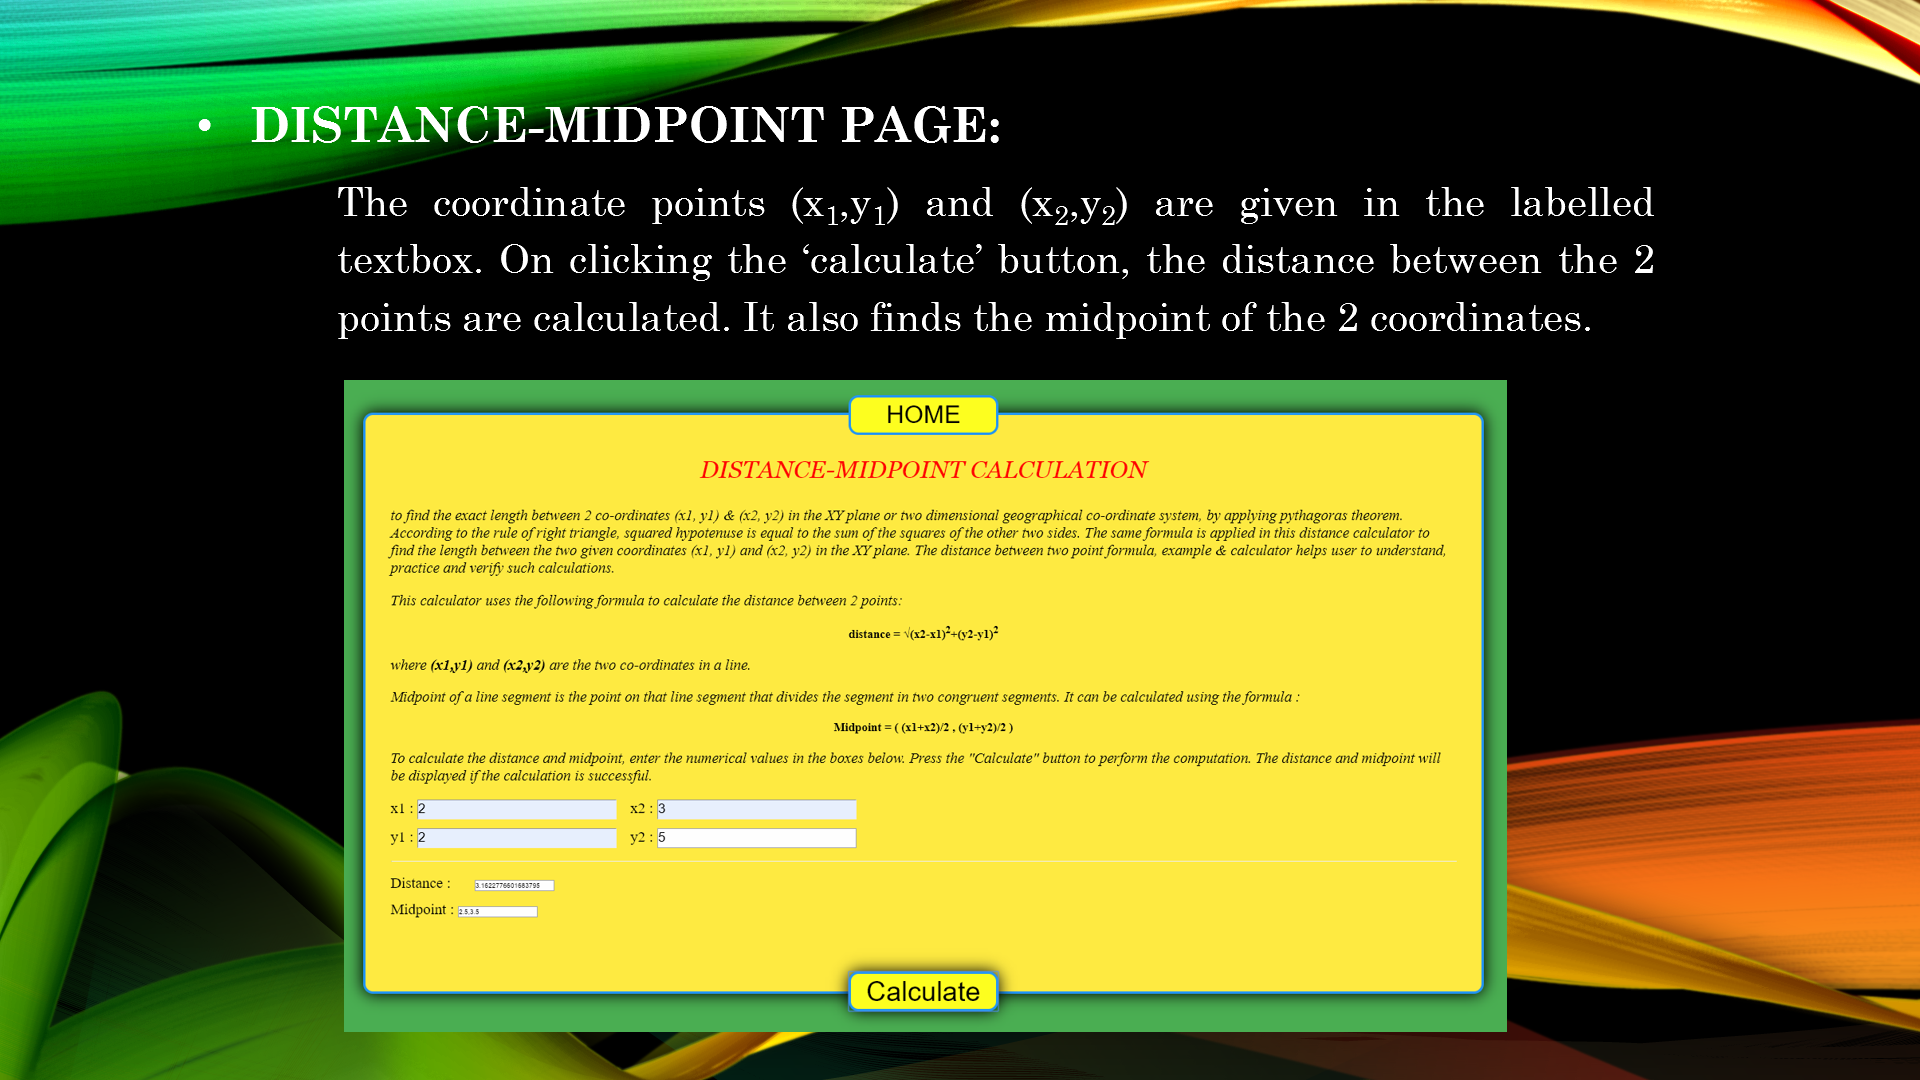 • DISTANCE-MIDPOINT PAGE:
The coordinate points (x₁,y₁) and (x₂,y₂) are given in the labelled
textbox. On clicking the ‘calculate’ button, the distance between the 2
points are calculated. It also finds the midpoint of the 2 coordinates.
HOME
DISTANCE-MIDPOINT CALCULATION
to find the exact length between 2 co-ordinates (x1, y1) & (x2, y2) in the XY plane or two dimensional geographical co-ordinate system, by applying pythagoras theorem.
According to the rule of right triangle, squared hypotenuse is equal to the sum of the squares of the other two sides. The same formula is applied in this distance calculator to
find the length between the two given coordinates (x1, y1) and (x2, y2) in the XY plane. The distance between two point formula, example & calculator helps user to understand,
practice and verify such calculations.
This calculator uses the following formula to calculate the distance between 2 points:
distance = √(x2-x1)²+(y2-y1)²
where (x1,y1) and (x2,y2) are the two co-ordinates in a line.
Midpoint of a line segment is the point on that line segment that divides the segment in two congruent segments. It can be calculated using the formula :
Midpoint = ( (x1+x2)/2 , (y1+y2)/2 )
To calculate the distance and midpoint, enter the numerical values in the boxes below. Press the "Calculate" button to perform the computation. The distance and midpoint will
be displayed if the calculation is successful.
x1 : 2 x2 : 3
y1 : 2 y2 : 5
Distance : 3.1622776601683795
Midpoint : 2.5,3.5
Calculate